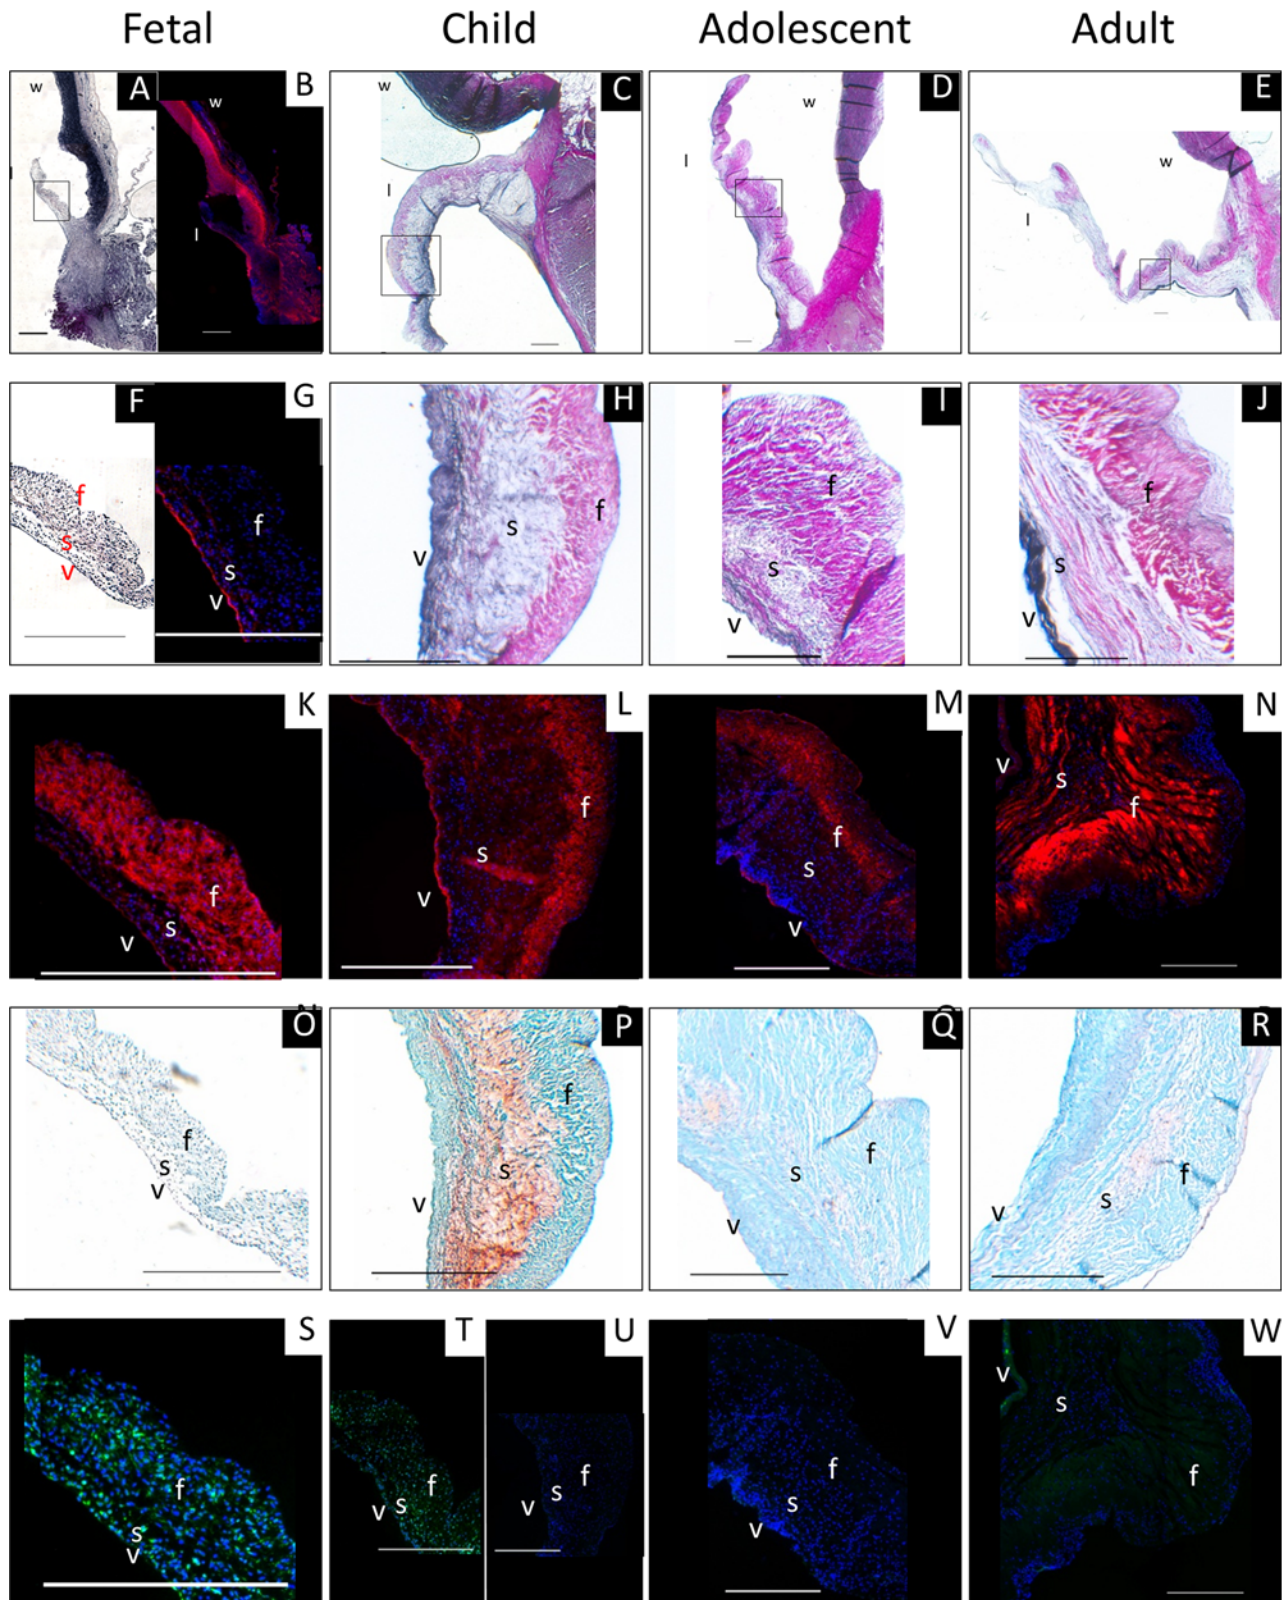 Fetal Child Adolescent Adult
A B C D E
w w w w w
l l l l
F G H I J
f f f f f
s s s s s
v v v v v
K L M N
f f f f
s s s s
v v v v
O P Q R
f f f f
s s s s
v v v v
S T U V W
f f f f f
s s s s s
v v v v v